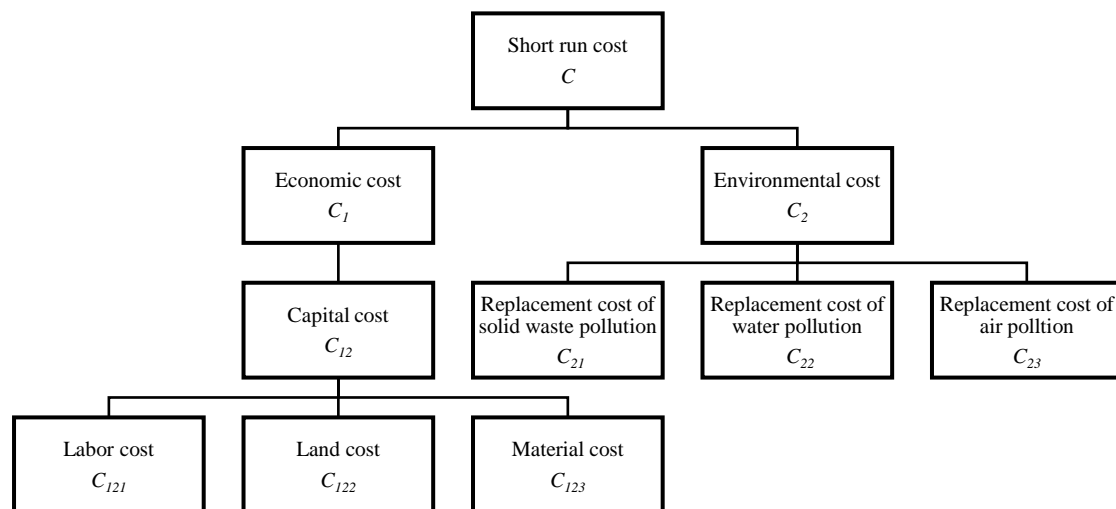 Short run cost
C
Economic cost
C1
Environmental cost
C2
Capital cost
C12
Replacement cost of
solid waste pollution
C21
Replacement cost of
water pollution
C22
Replacement cost of
air polltion
C23
Labor cost
C121
Land cost
C122
Material cost
C123